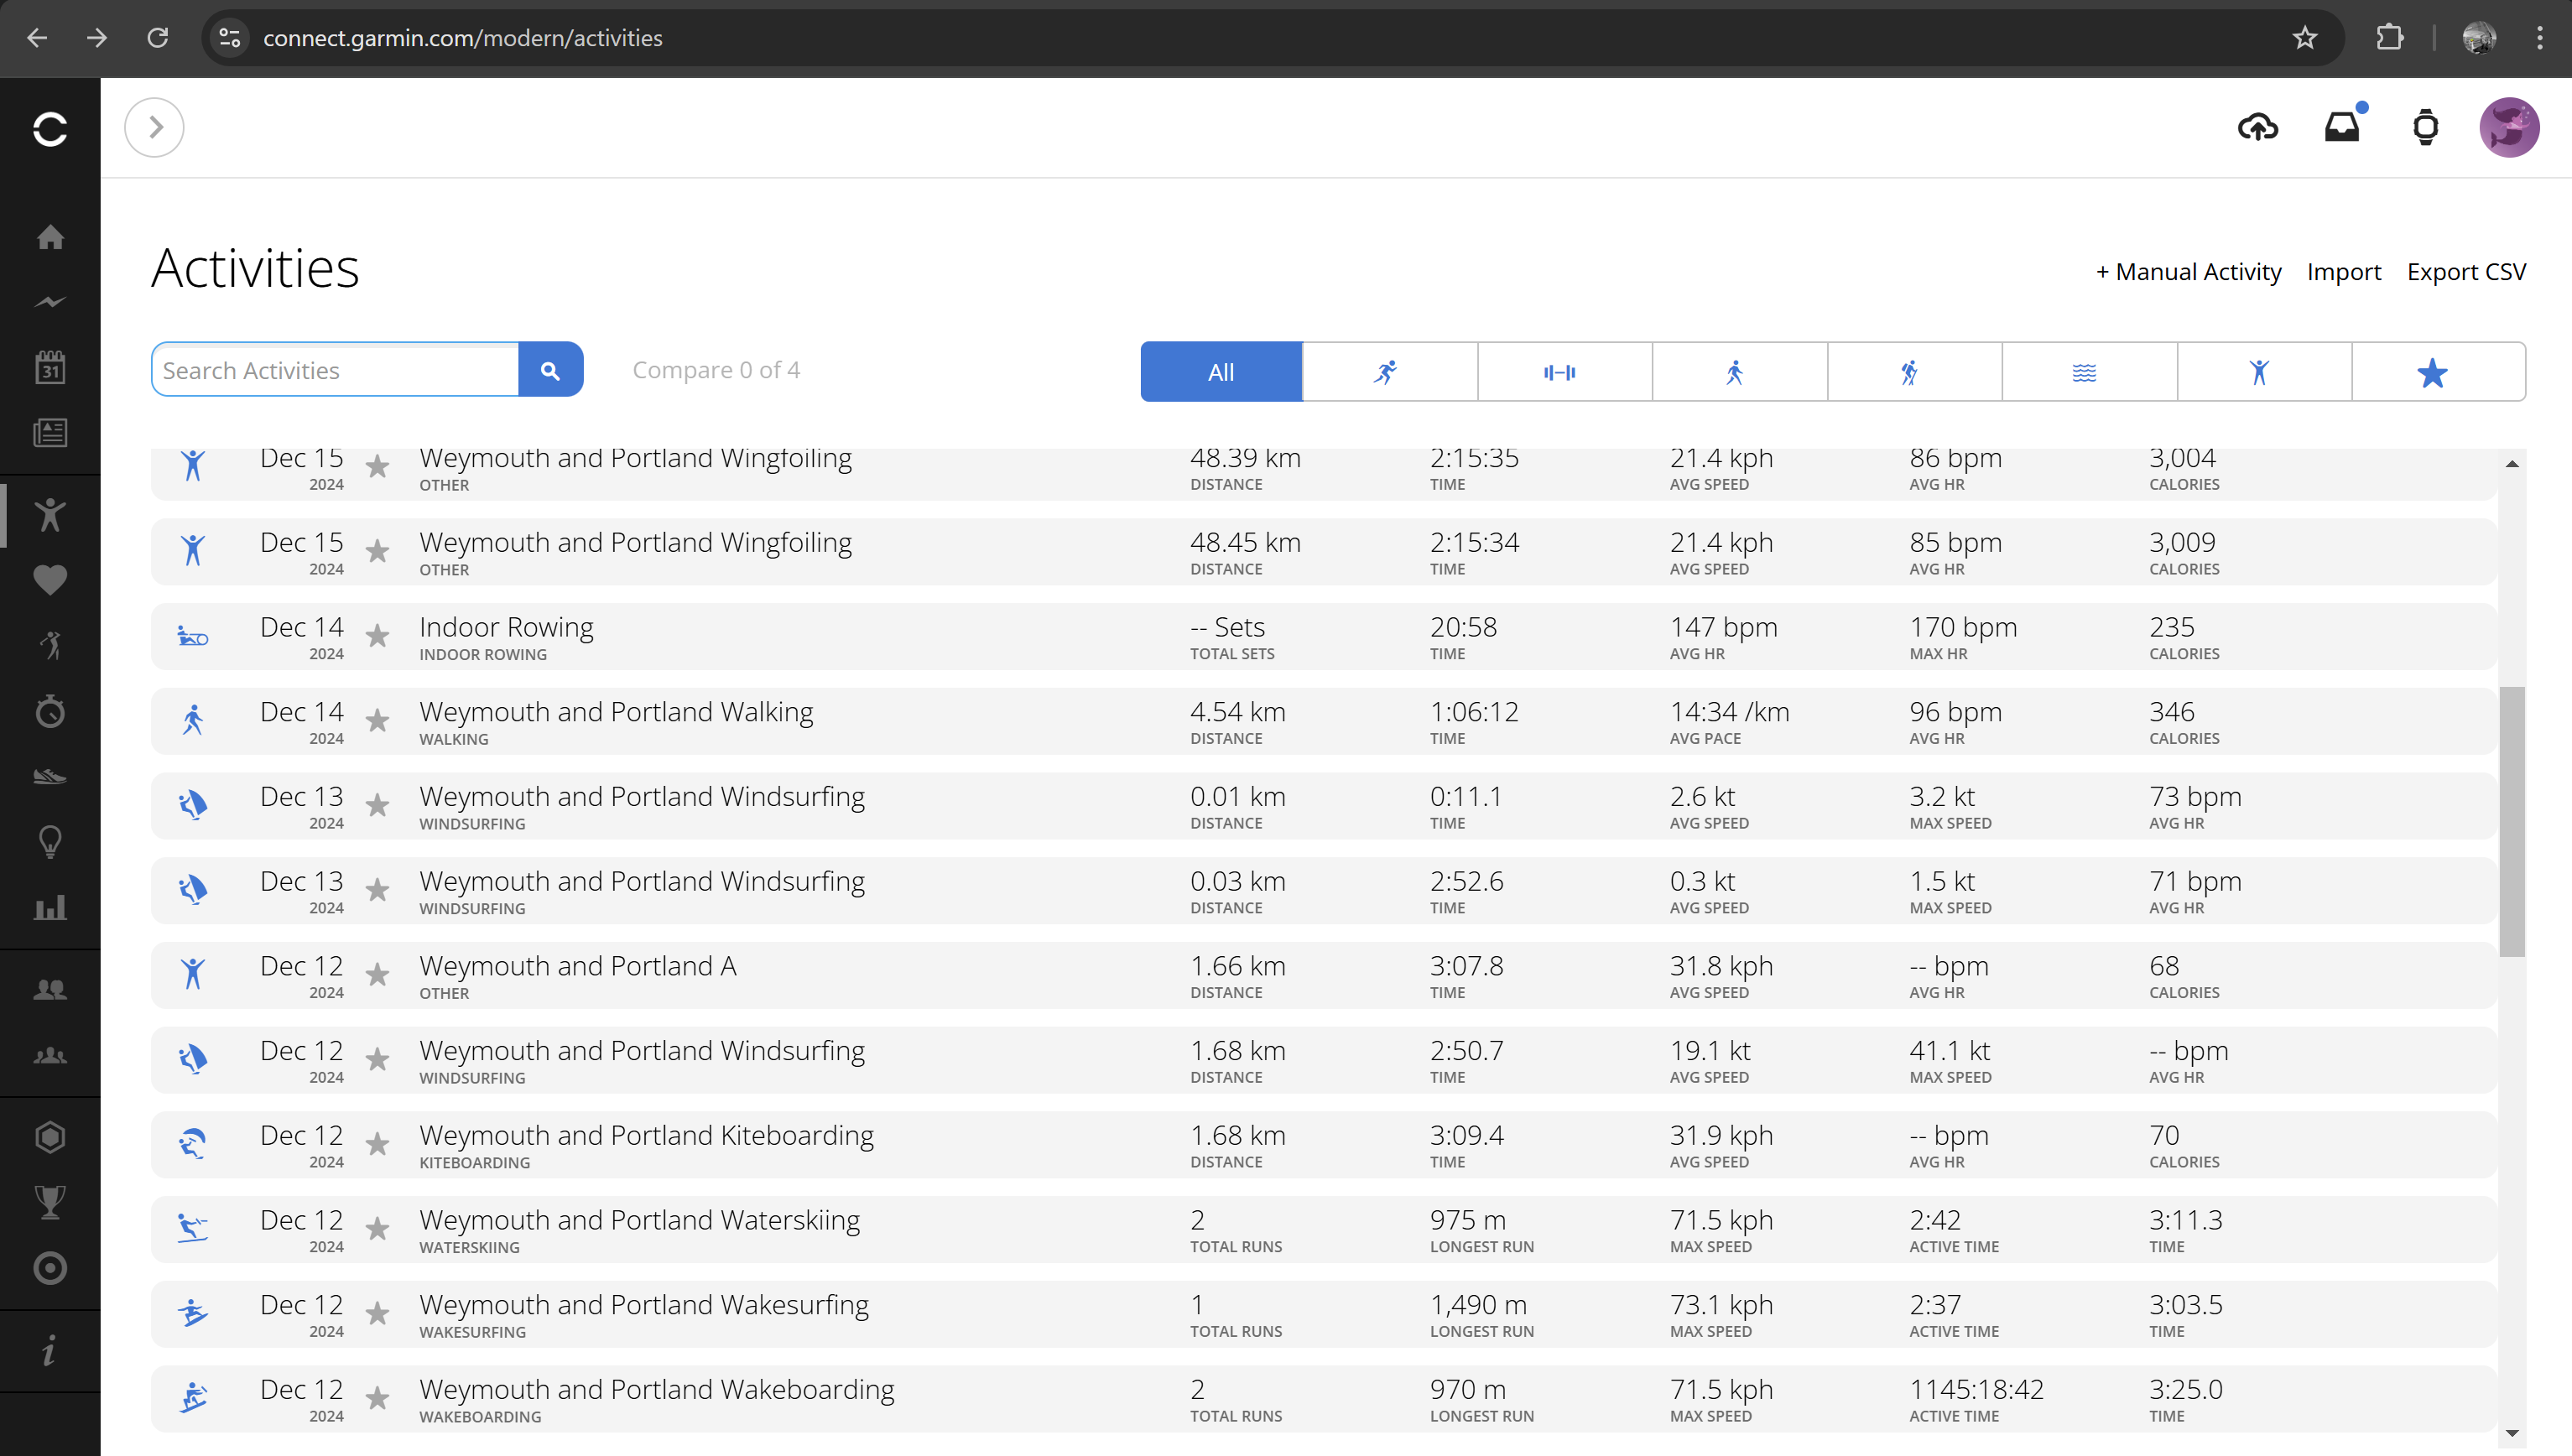 connect.garmin.com/modern/activities
Activities
+ Manual Activity Import Export CSV
Search Activities Compare 0 of 4 All
31
Dec 15 Weymouth and Portland Wingfoiling 48.39 km 2:15:35 21.4 kph 86 bpm 3,004
2024 OTHER DISTANCE TIME AVG SPEED AVG HR CALORIES
Dec 15 Weymouth and Portland Wingfoiling 48.45 km 2:15:34 21.4 kph 85 bpm 3,009
2024 OTHER DISTANCE TIME AVG SPEED AVG HR CALORIES
Dec 14 Indoor Rowing -- Sets 20:58 147 bpm 170 bpm 235
2024 INDOOR ROWING TOTAL SETS TIME AVG HR MAX HR CALORIES
Dec 14 Weymouth and Portland Walking 4.54 km 1:06:12 14:34 /km 96 bpm 346
2024 WALKING DISTANCE TIME AVG PACE AVG HR CALORIES
Dec 13 Weymouth and Portland Windsurfing 0.01 km 0:11.1 2.6 kt 3.2 kt 73 bpm
2024 WINDSURFING DISTANCE TIME AVG SPEED MAX SPEED AVG HR
Dec 13 Weymouth and Portland Windsurfing 0.03 km 2:52.6 0.3 kt 1.5 kt 71 bpm
2024 WINDSURFING DISTANCE TIME AVG SPEED MAX SPEED AVG HR
Dec 12 Weymouth and Portland A 1.66 km 3:07.8 31.8 kph -- bpm 68
2024 OTHER DISTANCE TIME AVG SPEED AVG HR CALORIES
Dec 12 Weymouth and Portland Windsurfing 1.68 km 2:50.7 19.1 kt 41.1 kt -- bpm
2024 WINDSURFING DISTANCE TIME AVG SPEED MAX SPEED AVG HR
Dec 12 Weymouth and Portland Kiteboarding 1.68 km 3:09.4 31.9 kph -- bpm 70
2024 KITEBOARDING DISTANCE TIME AVG SPEED AVG HR CALORIES
Dec 12 Weymouth and Portland Waterskiing 2 975 m 71.5 kph 2:42 3:11.3
2024 WATERSKIING TOTAL RUNS LONGEST RUN MAX SPEED ACTIVE TIME TIME
Dec 12 Weymouth and Portland Wakesurfing 1 1,490 m 73.1 kph 2:37 3:03.5
2024 WAKESURFING TOTAL RUNS LONGEST RUN MAX SPEED ACTIVE TIME TIME
Dec 12 Weymouth and Portland Wakeboarding 2 970 m 71.5 kph 1145:18:42 3:25.0
2024 WAKEBOARDING TOTAL RUNS LONGEST RUN MAX SPEED ACTIVE TIME TIME